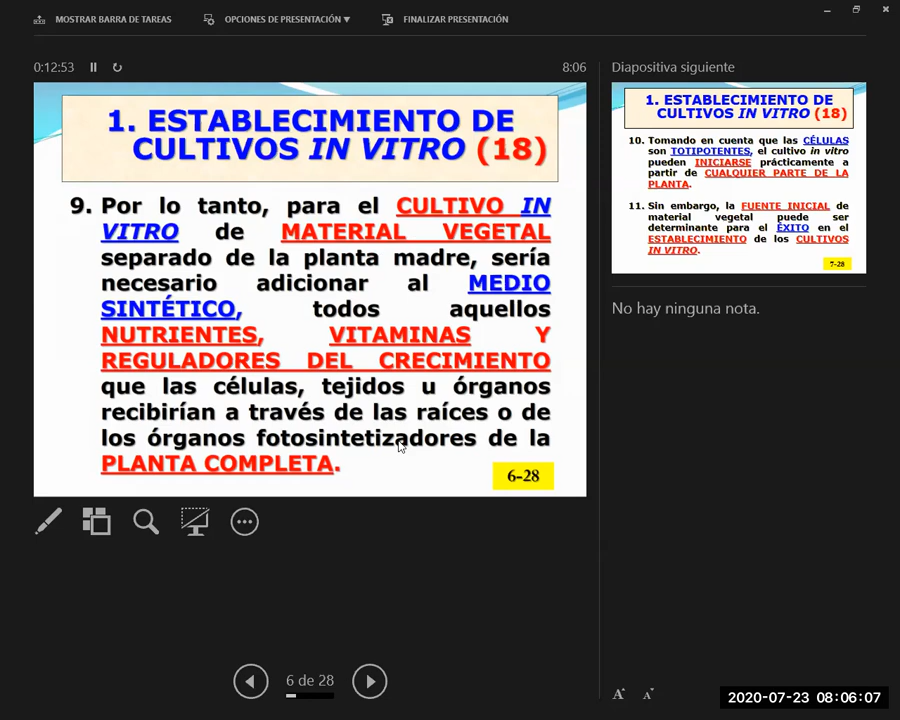 MOSTRAR BARRA DE TAREAS
OPCIONES DE PRESENTACIÓN ▼
FINALIZAR PRESENTACIÓN
0:12:53
8:06
1. ESTABLECIMIENTO DE
CULTIVOS IN VITRO (18)
9. Por lo tanto, para el CULTIVO IN
VITRO de MATERIAL VEGETAL
separado de la planta madre, sería
necesario adicionar al MEDIO
SINTÉTICO, todos aquellos
NUTRIENTES, VITAMINAS Y
REGULADORES DEL CRECIMIENTO
que las células, tejidos u órganos
recibirían a través de las raíces o de
los órganos fotosintetizadores de la
PLANTA COMPLETA.
6-28
6 de 28
Diapositiva siguiente
1. ESTABLECIMIENTO DE
CULTIVOS IN VITRO (18)
10. Tomando en cuenta que las CÉLULAS
son TOTIPOTENTES, el cultivo in vitro
pueden INICIARSE prácticamente a
partir de CUALQUIER PARTE DE LA
PLANTA.
11. Sin embargo, la FUENTE INICIAL de
material vegetal puede ser
determinante para el ÉXITO en el
ESTABLECIMIENTO de los CULTIVOS
IN VITRO.
7-28
No hay ninguna nota.
A A
2020-07-23 08:06:07